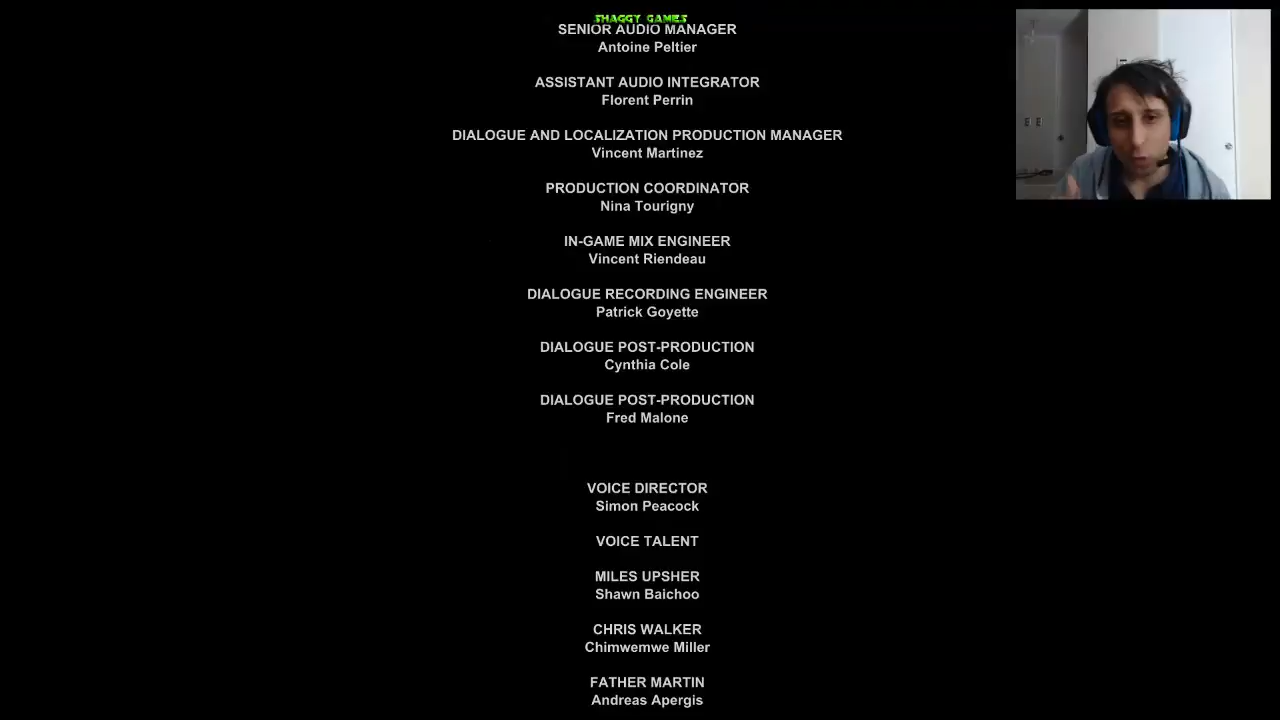 SHAGGY GAMES
SENIOR AUDIO MANAGER
Antoine Peltier
ASSISTANT AUDIO INTEGRATOR
Florent Perrin
DIALOGUE AND LOCALIZATION PRODUCTION MANAGER
Vincent Martinez
PRODUCTION COORDINATOR
Nina Tourigny
IN-GAME MIX ENGINEER
Vincent Riendeau
DIALOGUE RECORDING ENGINEER
Patrick Goyette
DIALOGUE POST-PRODUCTION
Cynthia Cole
DIALOGUE POST-PRODUCTION
Fred Malone
VOICE DIRECTOR
Simon Peacock
VOICE TALENT
MILES UPSHER
Shawn Baichoo
CHRIS WALKER
Chimwemwe Miller
FATHER MARTIN
Andreas Apergis